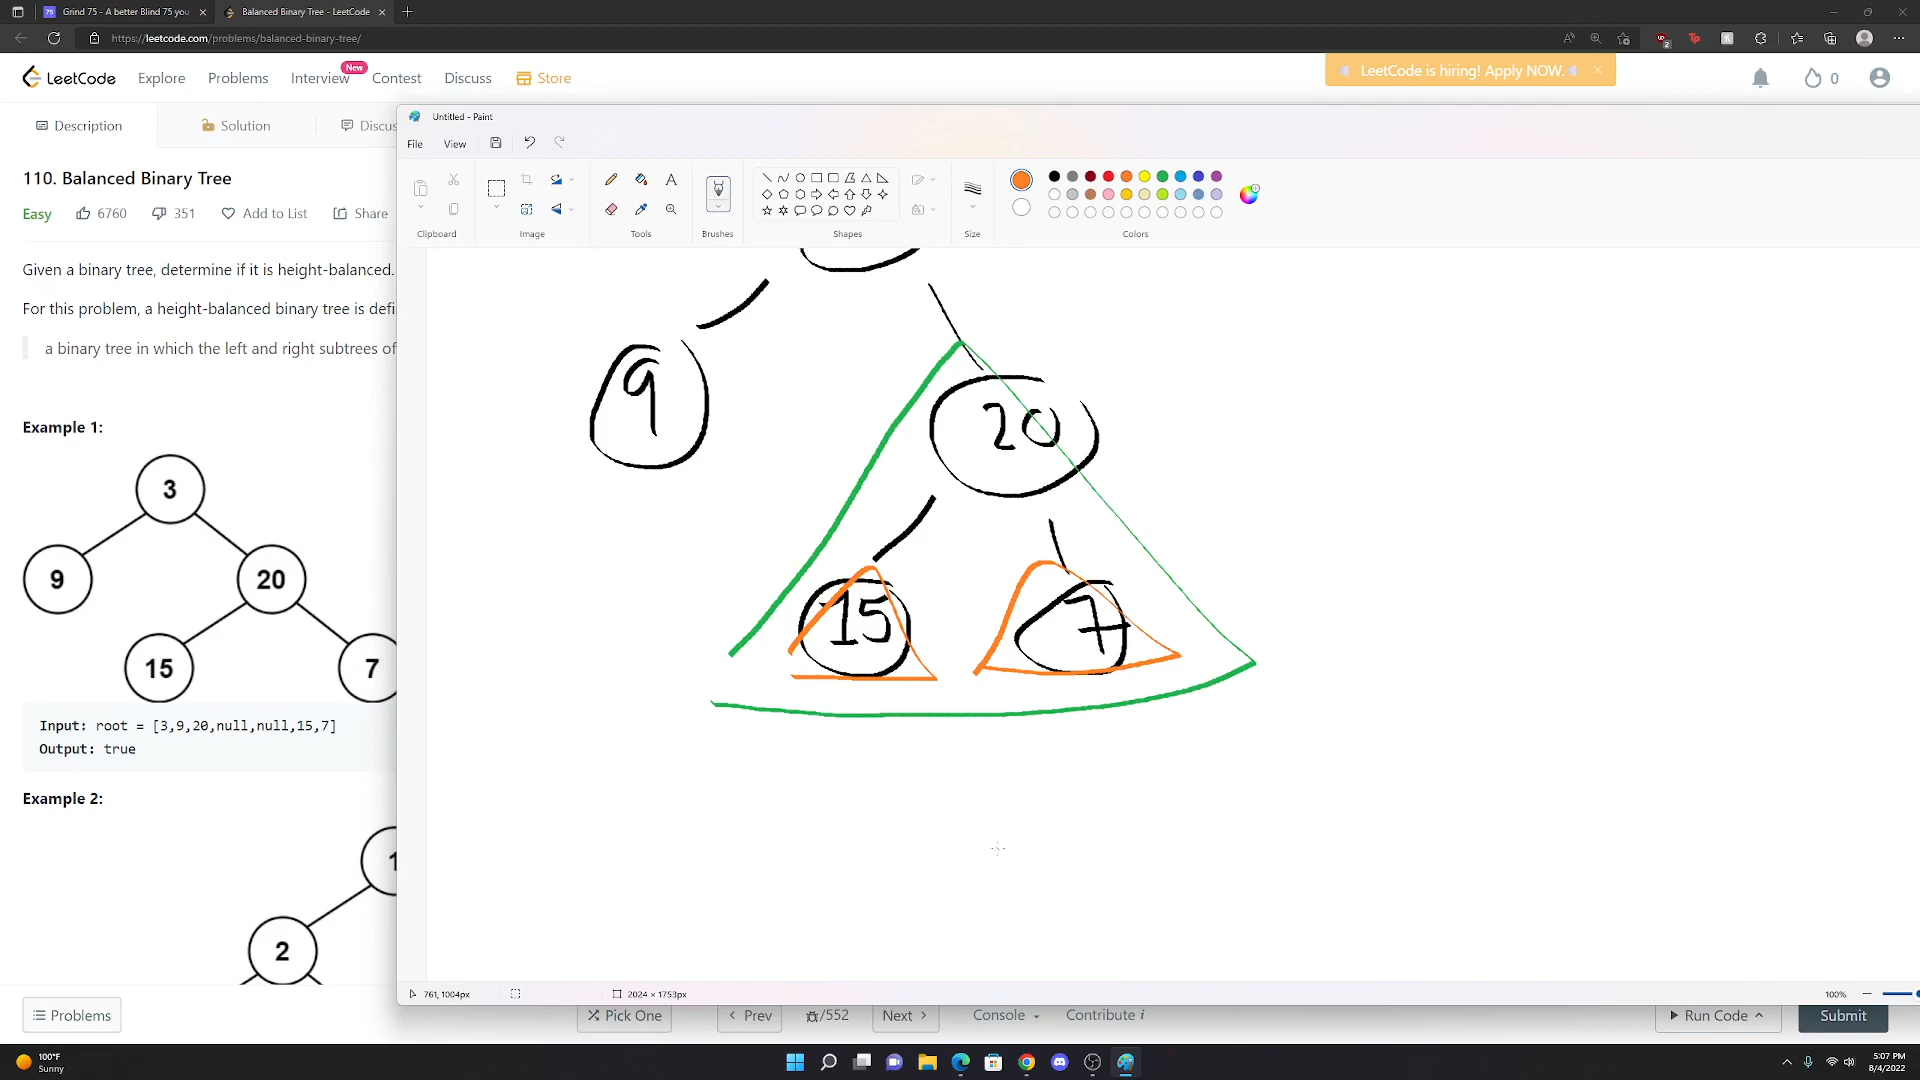 Grind 75 - A better Blind 75 you
Balanced Binary Tree - LeetCode
https://leetcode.com/problems/balanced-binary-tree/
LeetCode
Explore
Problems
Interview
New
Contest
Discuss
Store
LeetCode is hiring! Apply NOW.
0
Description
Solution
Discus
110. Balanced Binary Tree
Easy
6760
351
Add to List
Share
Given a binary tree, determine if it is height-balanced.
For this problem, a height-balanced binary tree is defi
a binary tree in which the left and right subtrees of
Example 1:
3
9
20
15
7
Input: root = [3,9,20,null,null,15,7]
Output: true
Example 2:
1
2
Untitled - Paint
File
View
Clipboard
Image
Tools
Brushes
Shapes
Size
Colors
9
20
15
7
761, 1004px
2024 × 1753px
100%
Problems
Pick One
Prev
/552
Next
Console
Contribute i
Run Code
Submit
100°F
Sunny
5:07 PM
8/4/2022